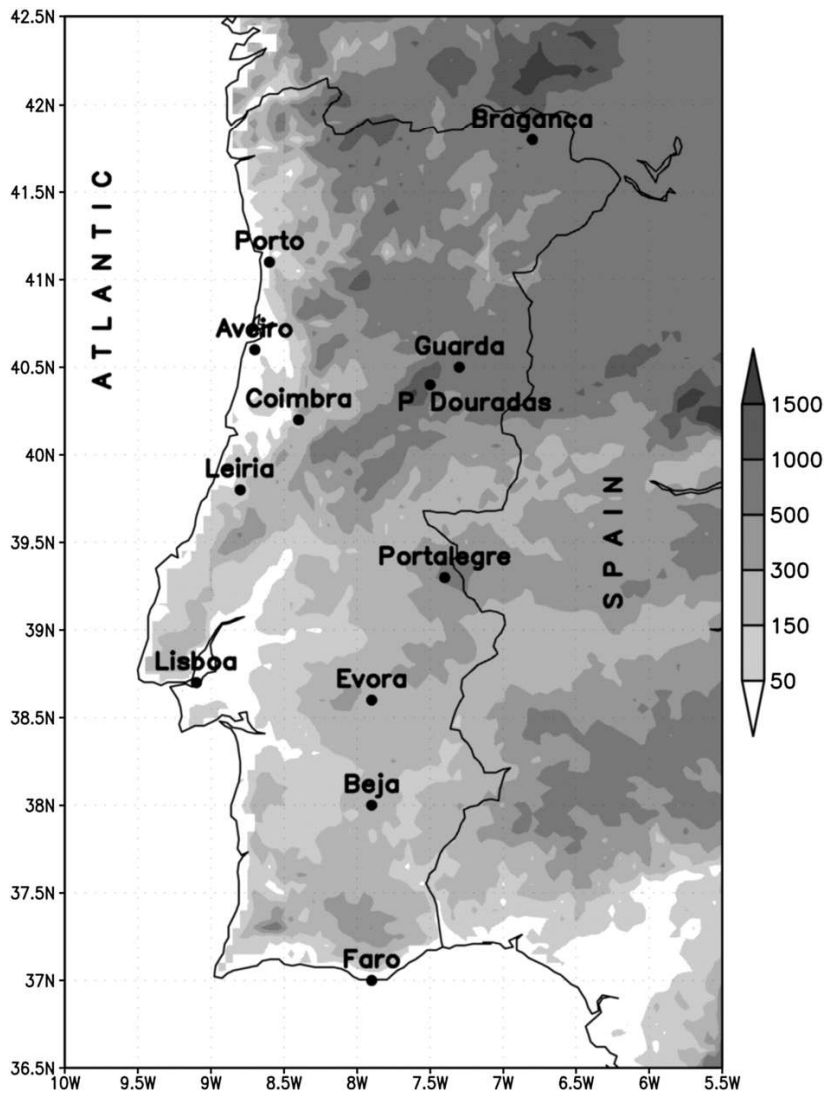 42.5N
42N
Braganca
41.5N
ATLANTIC
Porto
41N
Aveiro
Guarda
40.5N
Coimbra
P Douradas
1500
40N
1000
Leiria
500
SPAIN
39.5N
Portalegre
300
39N
150
Lisboa
Evora
50
38.5N
Beja
38N
37.5N
Faro
37N
36.5N
10W 9.5W 9W 8.5W 8W 7.5W 7W 6.5W 6W 5.5W